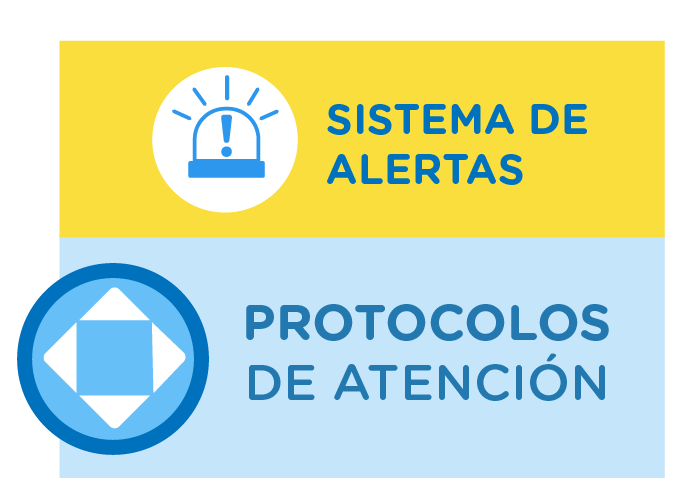 SISTEMA DE
ALERTAS
PROTOCOLOS
DE ATENCIÓN